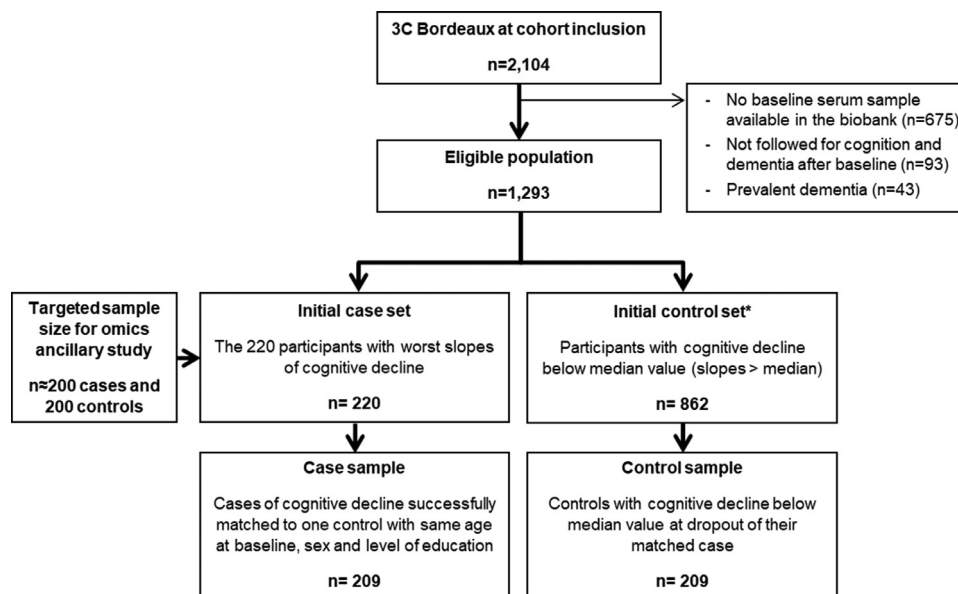 3C Bordeaux at cohort inclusion
n=2,104
- No baseline serum sample
available in the biobank (n=675)
- Not followed for cognition and
dementia after baseline (n=93)
- Prevalent dementia (n=43)
Eligible population
n=1,293
Targeted sample
size for omics
ancillary study
n≈200 cases and
200 controls
Initial case set
The 220 participants with worst slopes
of cognitive decline
n= 220
Initial control set*
Participants with cognitive decline
below median value (slopes > median)
n= 862
Case sample
Cases of cognitive decline successfully
matched to one control with same age
at baseline, sex and level of education
n= 209
Control sample
Controls with cognitive decline below
median value at dropout of their
matched case
n= 209